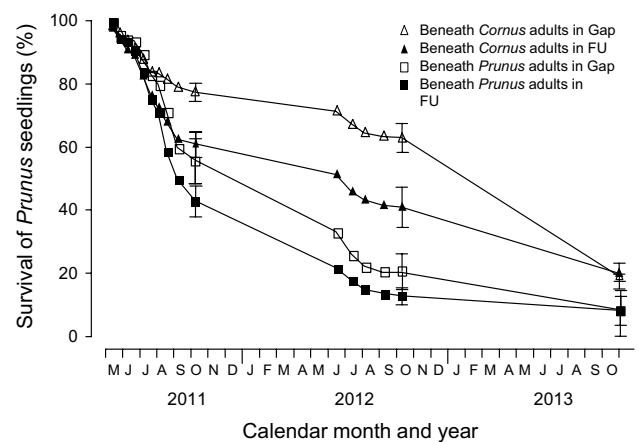 100
80
60
40
20
0
Survival of Prunus seedlings (%)
Beneath Cornus adults in Gap
Beneath Cornus adults in FU
Beneath Prunus adults in Gap
Beneath Prunus adults in
FU
M J J A S O N D J F M A M J J A S O N D J F M A M J J A S O
2011 2012 2013
Calendar month and year